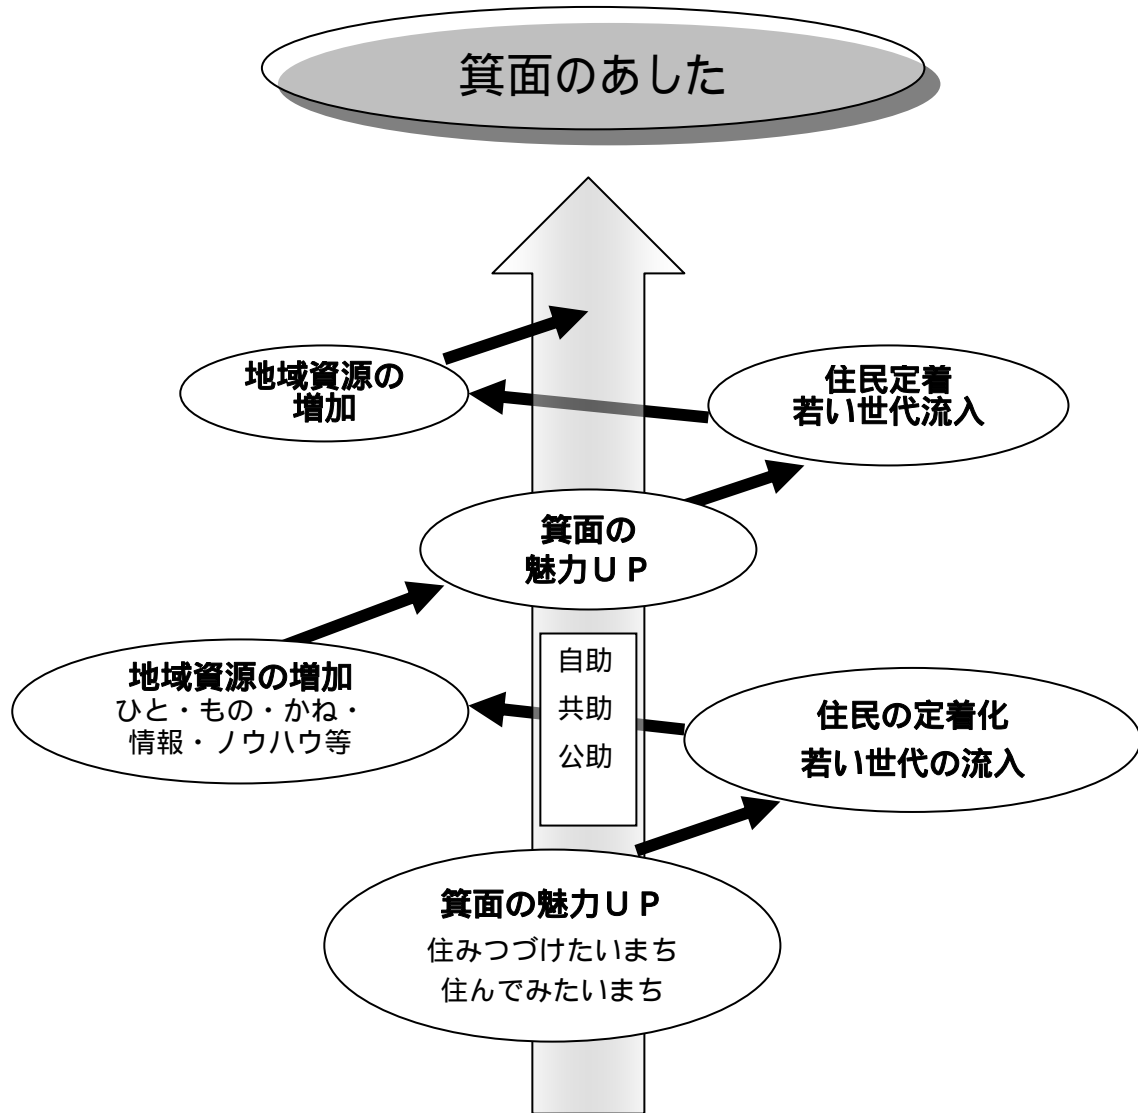 箕面のあした
地域資源の
増加
住民定着
若い世代流入
箕面の
魅力ＵＰ
地域資源の増加
ひと・もの・かね・
情報・ノウハウ等
自助
共助
公助
住民の定着化
若い世代の流入
箕面の魅力ＵＰ
住みつづけたいまち
住んでみたいまち